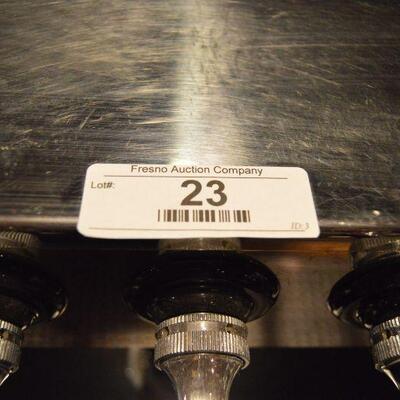 Fresno Auction Company
Lot#: 23
ID:3